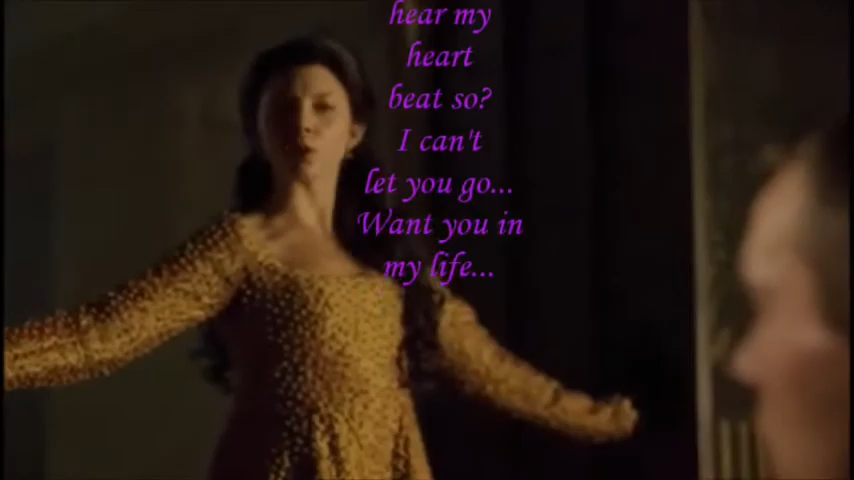 hear my
heart
beat so?
I can't
let you go...
Want you in
my life...